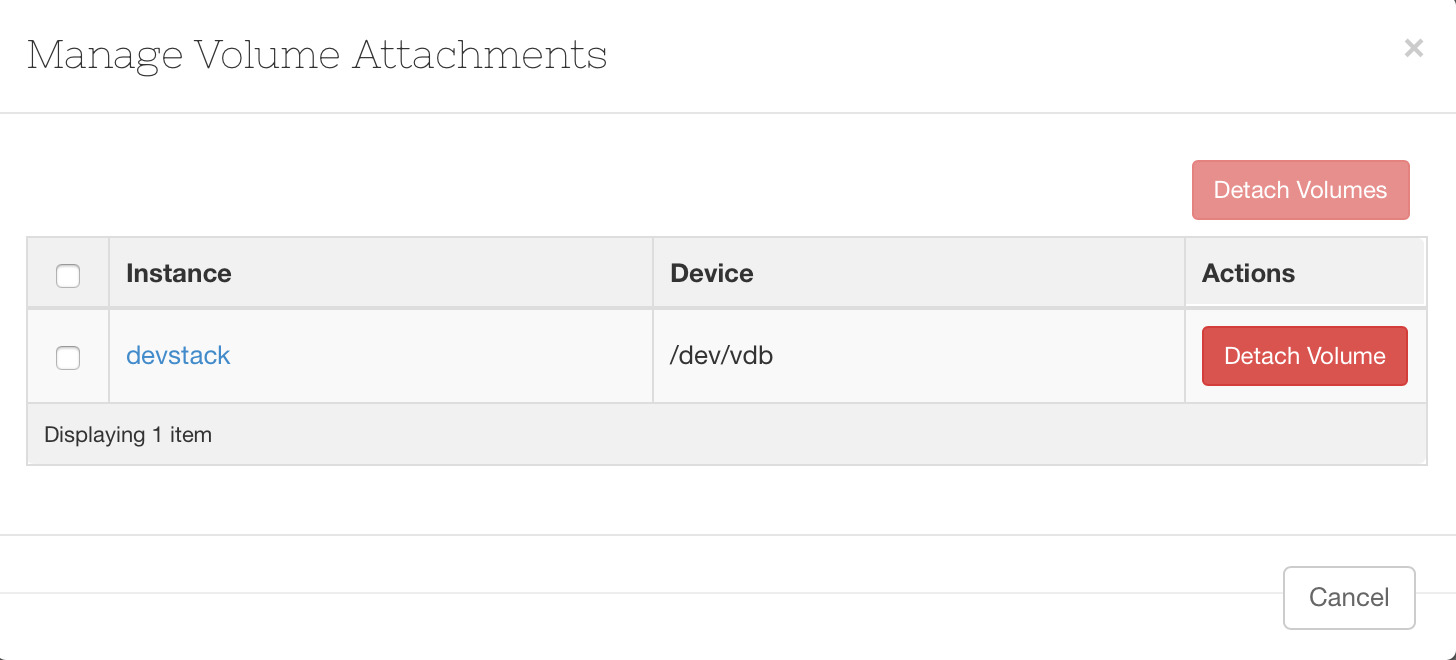 Manage Volume Attachments
×
Detach Volumes
Instance Device Actions
devstack /dev/vdb Detach Volume
Displaying 1 item
Cancel